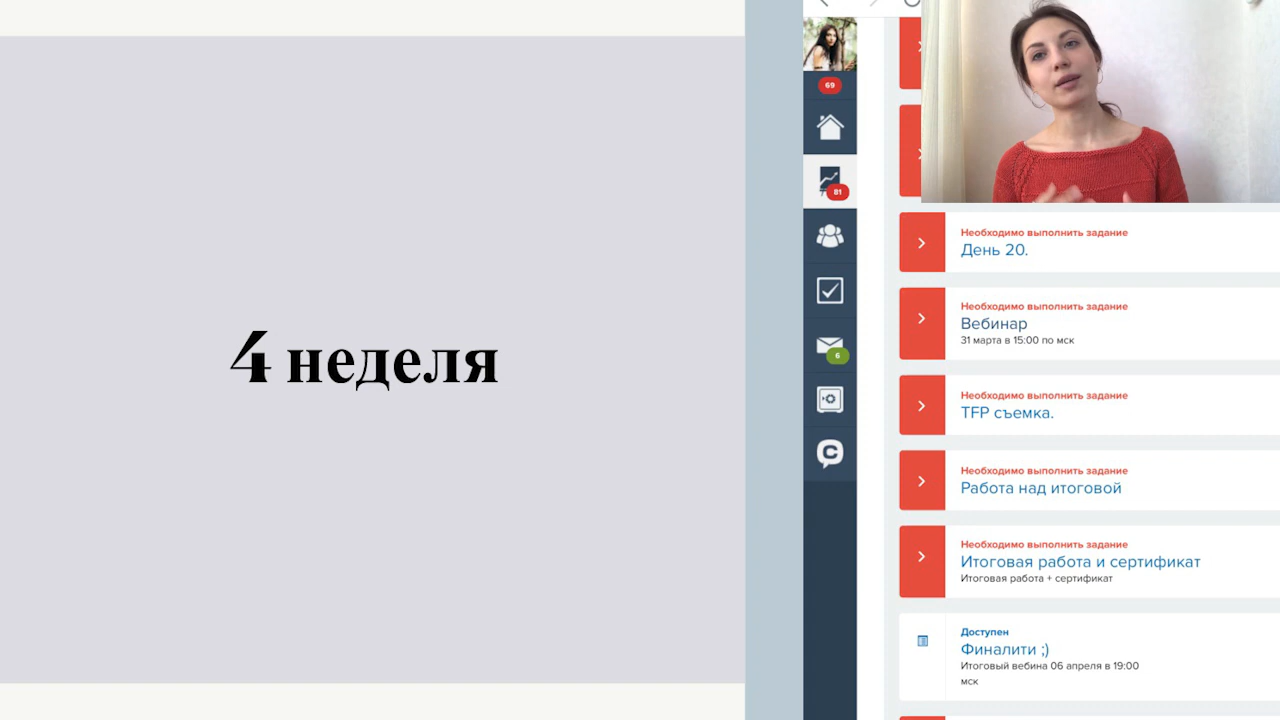 4 неделя
69
81
6
Необходимо выполнить задание
День 20.
Необходимо выполнить задание
Вебинар
31 марта в 15:00 по мск
Необходимо выполнить задание
TFP съемка.
Необходимо выполнить задание
Работа над итоговой
Необходимо выполнить задание
Итоговая работа и сертификат
Итоговая работа + сертификат
Доступен
Финалити ;)
Итоговый вебина 06 апреля в 19:00
мск